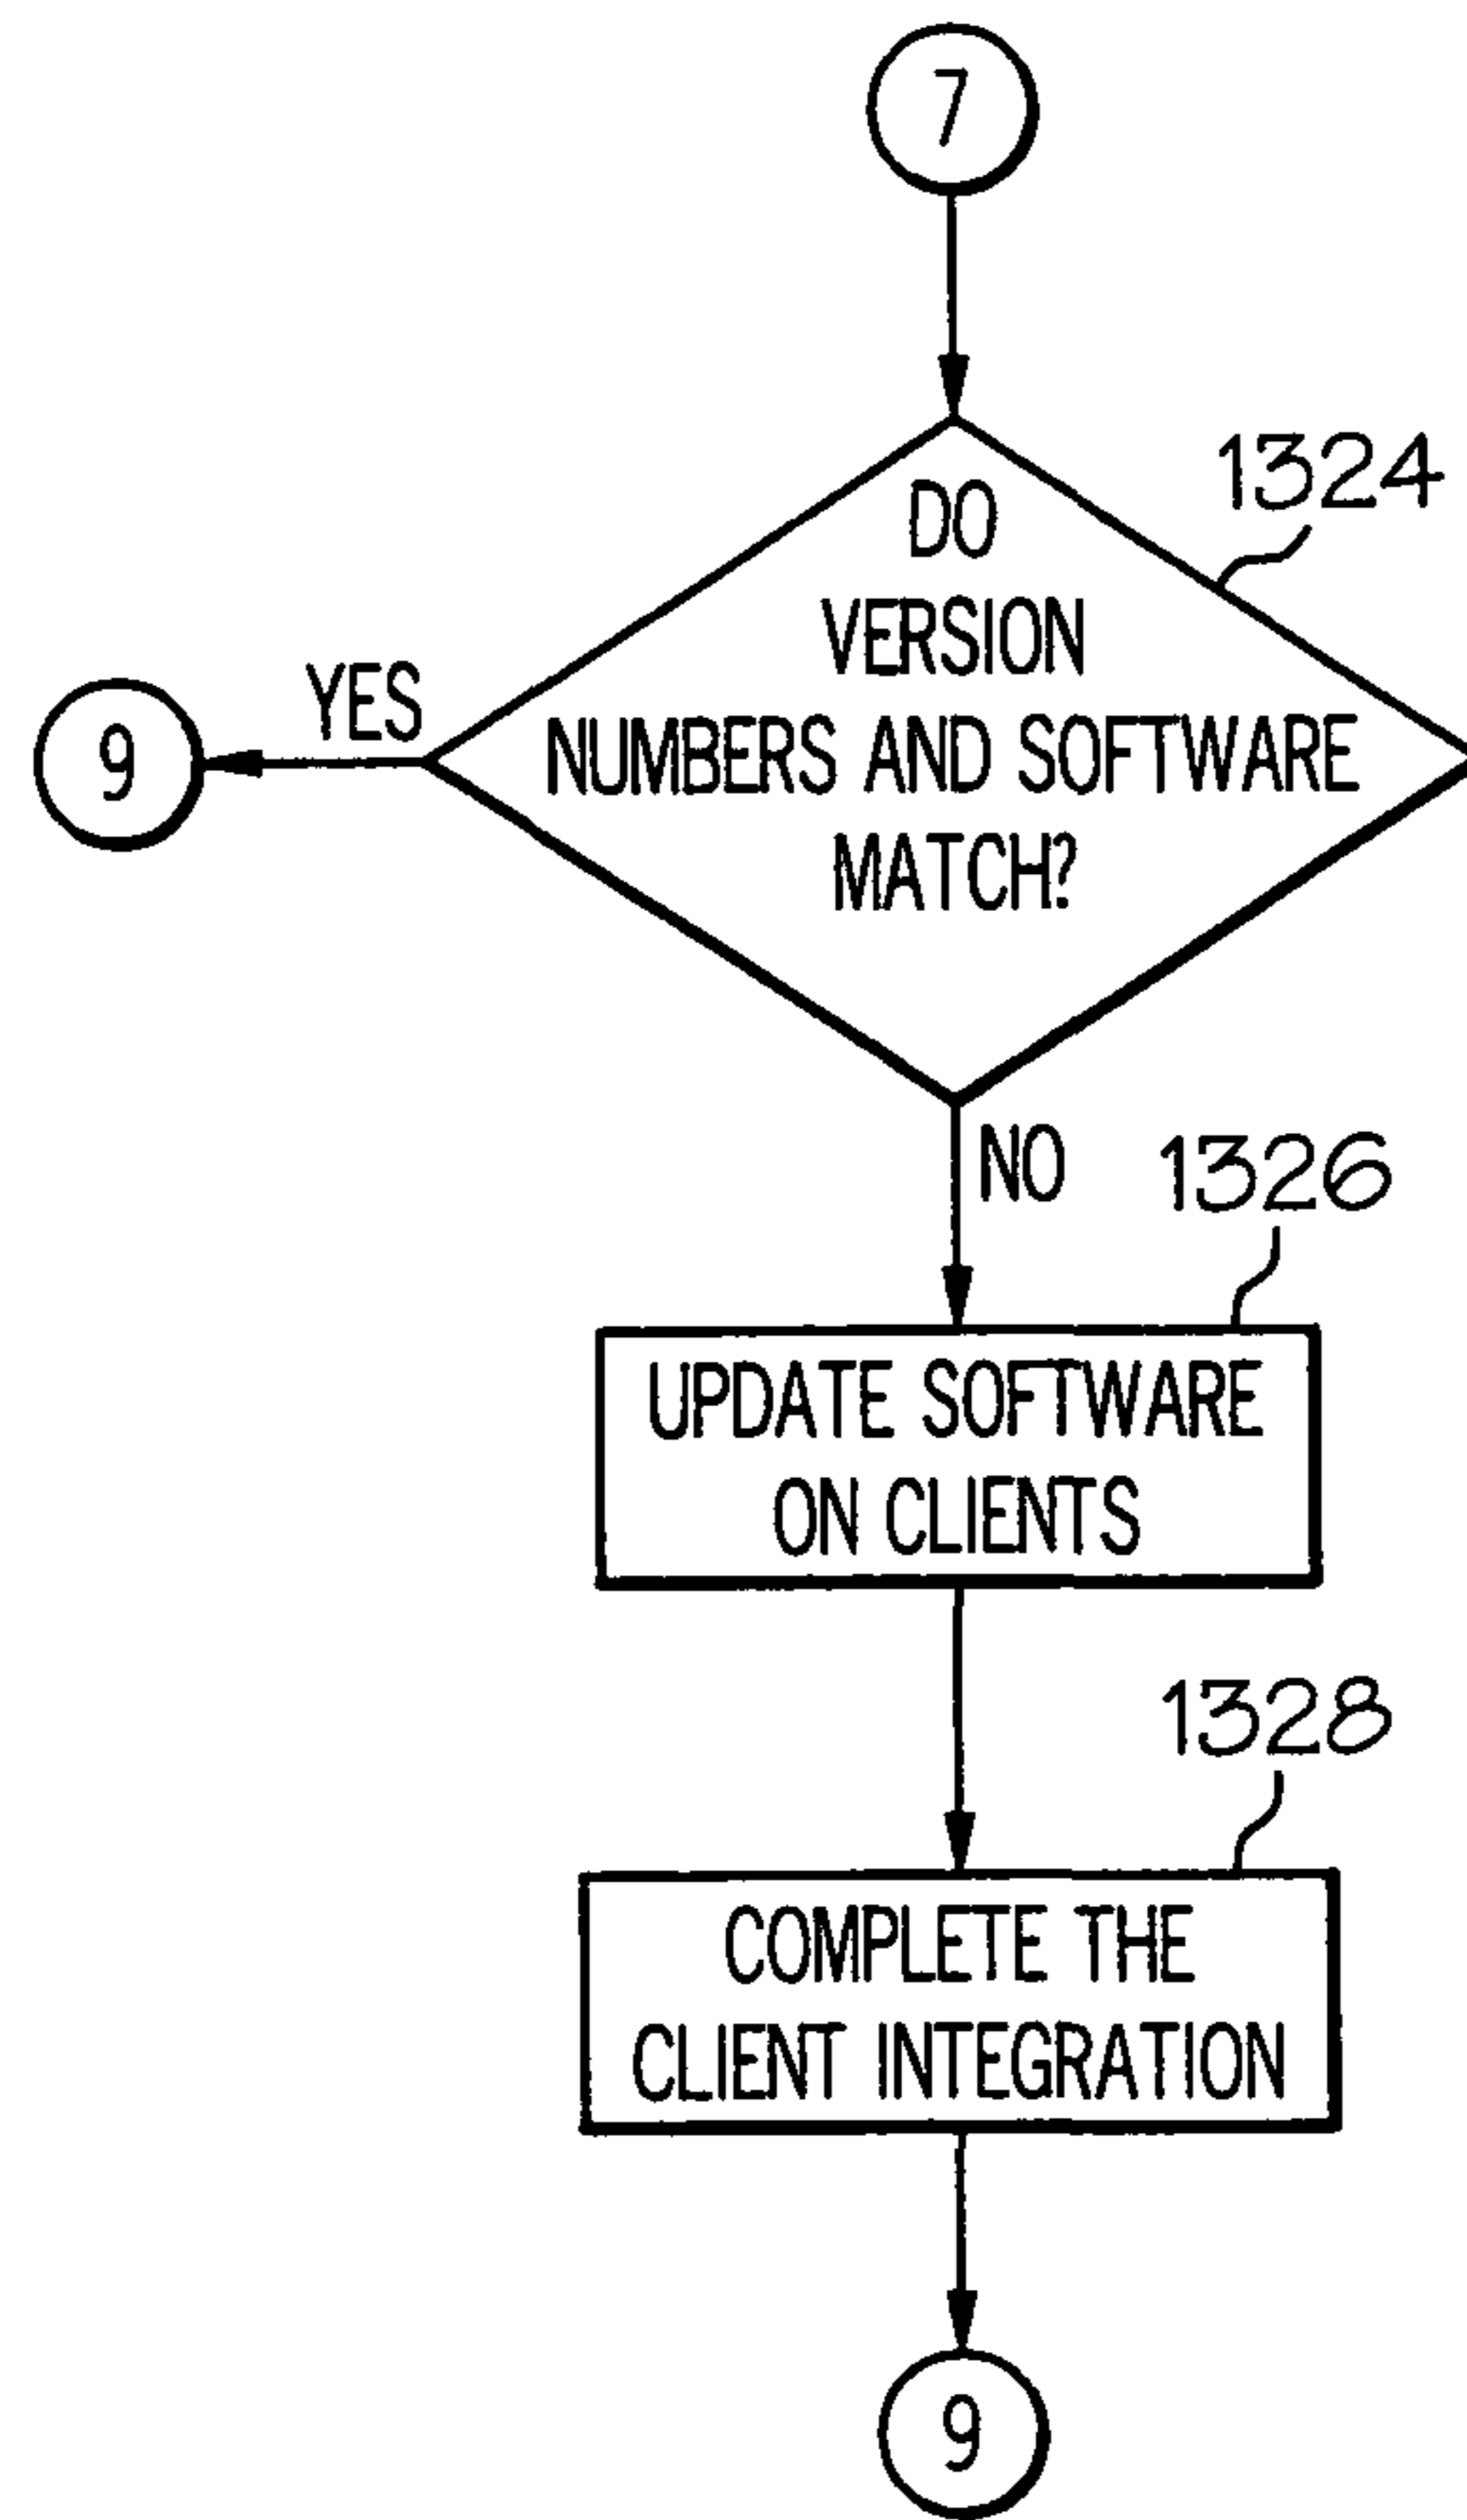 7
1324
DO
VERSION
NUMBERS AND SOFTWARE
MATCH?
YES
9
NO
1326
UPDATE SOFTWARE
ON CLIENTS
1328
COMPLETE THE
CLIENT INTEGRATION
9